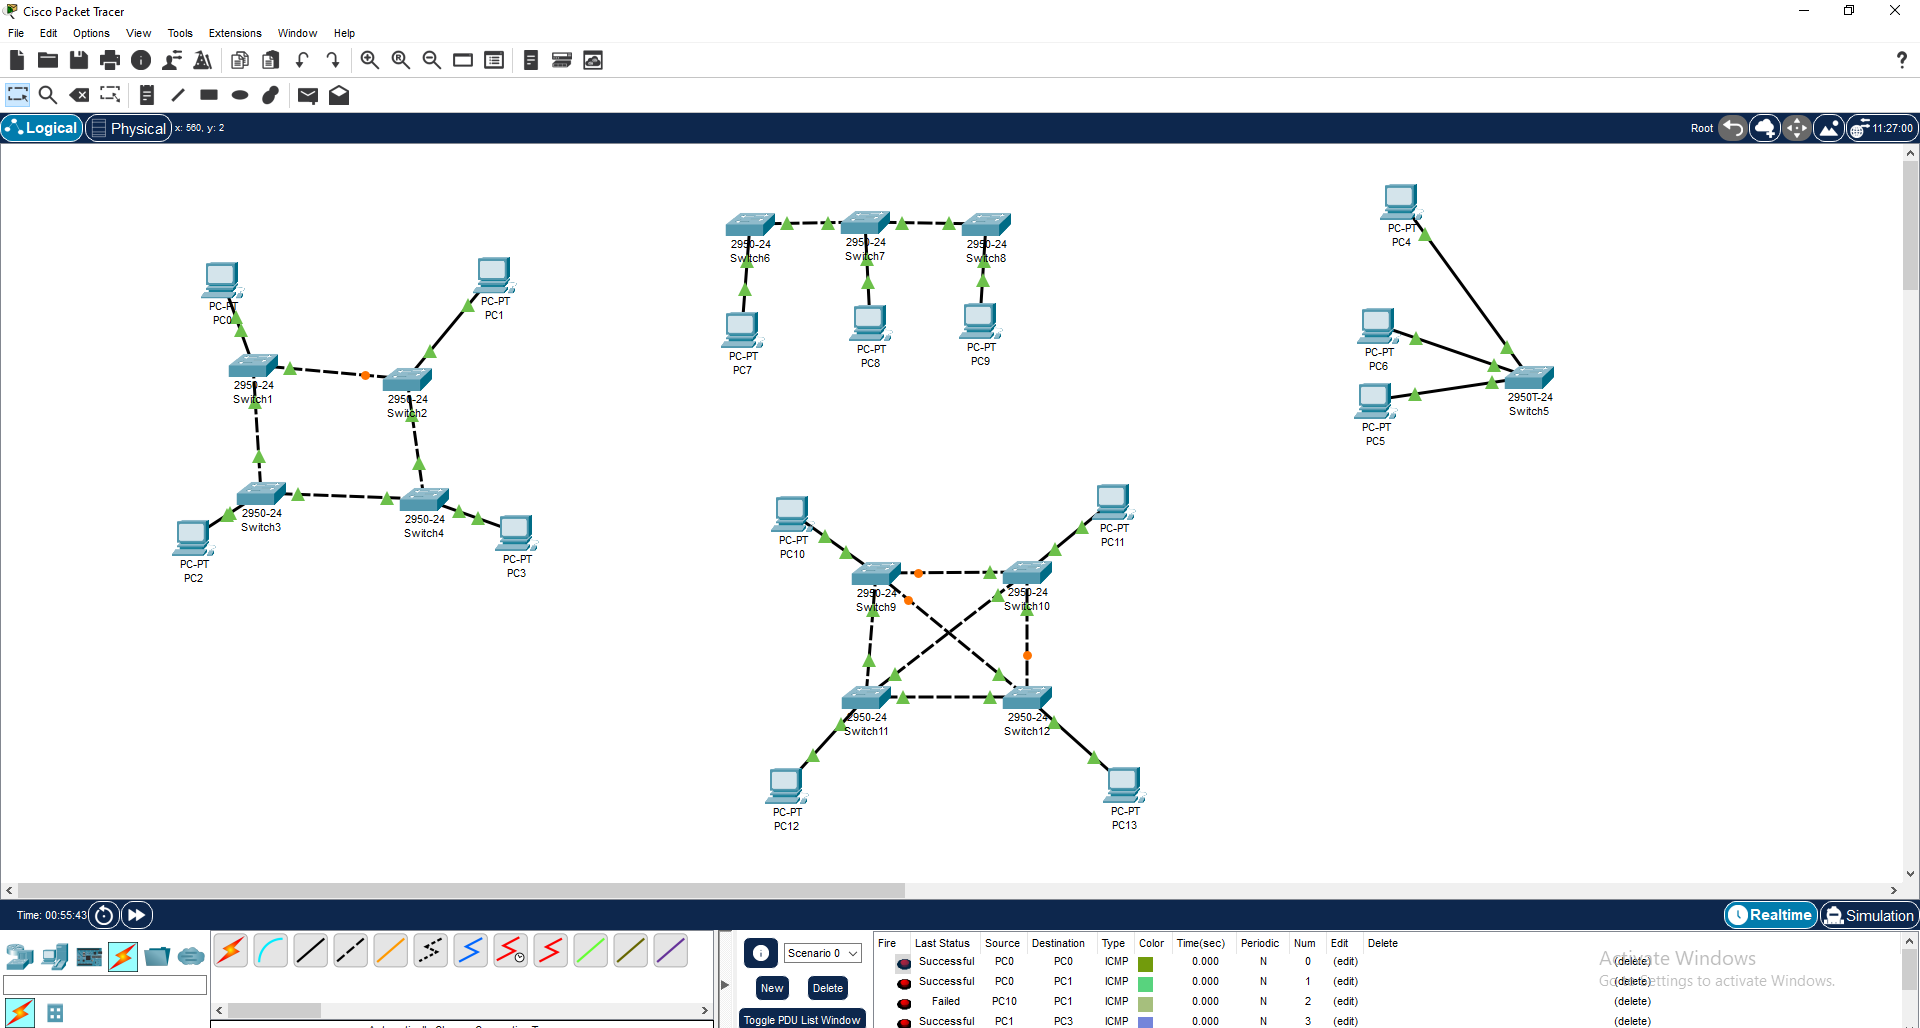 Cisco Packet Tracer
File Edit Options View Tools Extensions Window Help
Logical Physical x: 560, y: 2 Root 11:27:00
PC-PT
PC4
2950-24
Switch6
2950-24
Switch7
2950-24
Switch8
PC-PT
PC0
PC-PT
PC1
PC-PT
PC7
PC-PT
PC8
PC-PT
PC9
PC-PT
PC6
2950-24
Switch1
2950-24
Switch2
2950T-24
Switch5
PC-PT
PC5
2950-24
Switch3
2950-24
Switch4
PC-PT
PC2
PC-PT
PC3
PC-PT
PC10
PC-PT
PC11
2950-24
Switch9
2950-24
Switch10
2950-24
Switch11
2950-24
Switch12
PC-PT
PC12
PC-PT
PC13
Time: 00:55:43 Realtime Simulation
Scenario 0
New Delete
Toggle PDU List Window
Fire Last Status Source Destination Type Color Time(sec) Periodic Num Edit Delete
Successful PC0 PC0 ICMP 0.000 N 0 (edit) (delete)
Successful PC0 PC1 ICMP 0.000 N 1 (edit) (delete)
Failed PC10 PC1 ICMP 0.000 N 2 (edit) (delete)
Successful PC1 PC3 ICMP 0.000 N 3 (edit) (delete)
Activate Windows
Go to Settings to activate Windows.